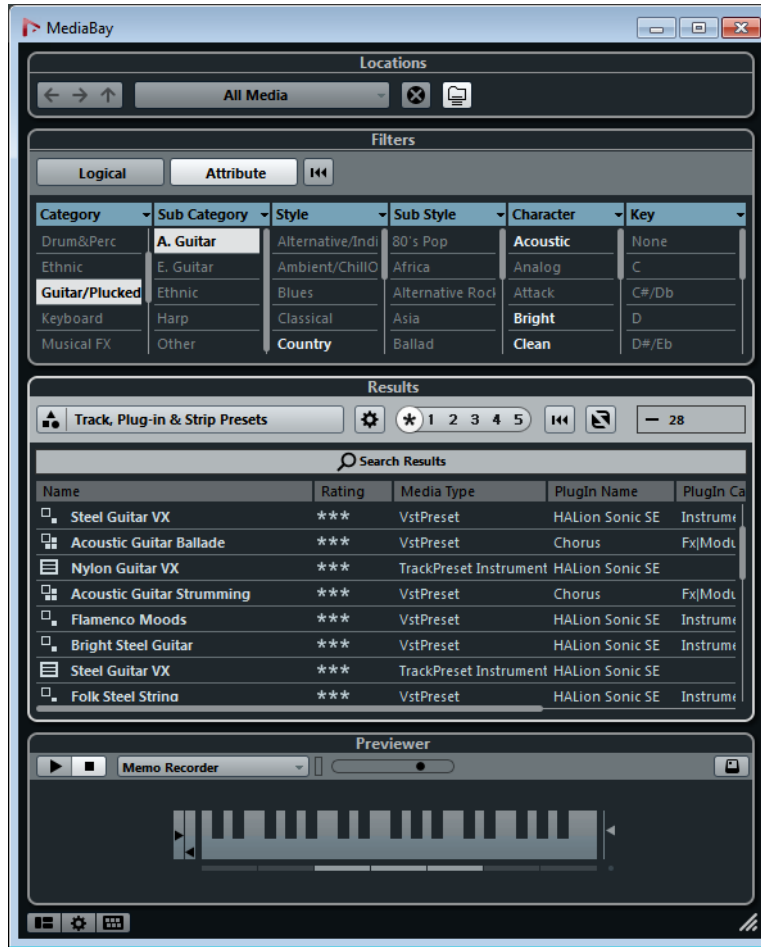 MediaBay
Locations
All Media
Filters
Logical Attribute
Category Sub Category Style Sub Style Character Key
Drum&Perc A. Guitar Alternative/Indi 80's Pop Acoustic None
Ethnic E. Guitar Ambient/ChillO Africa Analog C
Guitar/Plucked Ethnic Blues Alternative Rock Attack C#/Db
Keyboard Harp Classical Asia Bright D
Musical FX Other Country Ballad Clean D#/Eb
Results
Track, Plug-in & Strip Presets * 1 2 3 4 5 28
Search Results
Name Rating Media Type PlugIn Name PlugIn Ca
Steel Guitar VX *** VstPreset HALion Sonic SE Instrume
Acoustic Guitar Ballade *** VstPreset Chorus Fx|Modu
Nylon Guitar VX *** TrackPreset Instrument HALion Sonic SE
Acoustic Guitar Strumming *** VstPreset Chorus Fx|Modu
Flamenco Moods *** VstPreset HALion Sonic SE Instrume
Bright Steel Guitar *** VstPreset HALion Sonic SE Instrume
Steel Guitar VX *** TrackPreset Instrument HALion Sonic SE
Folk Steel String *** VstPreset HALion Sonic SE Instrume
Previewer
Memo Recorder